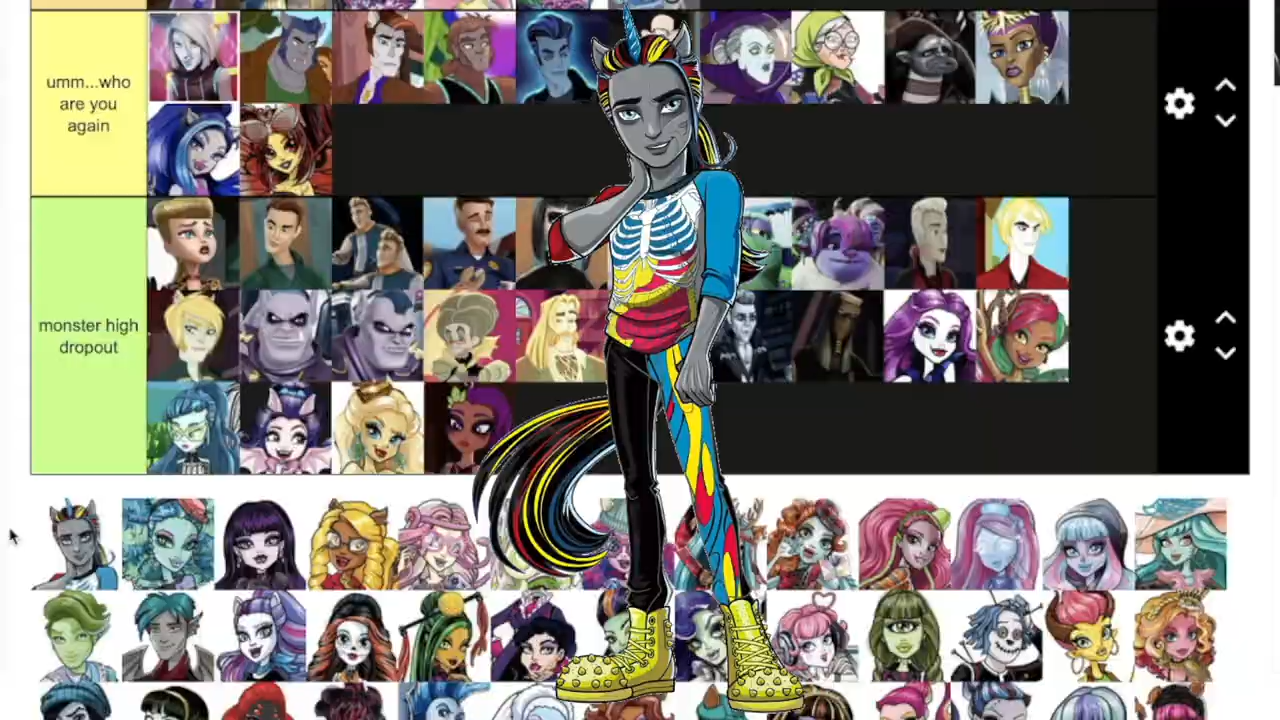 umm...who
are you
again
monster high
dropout